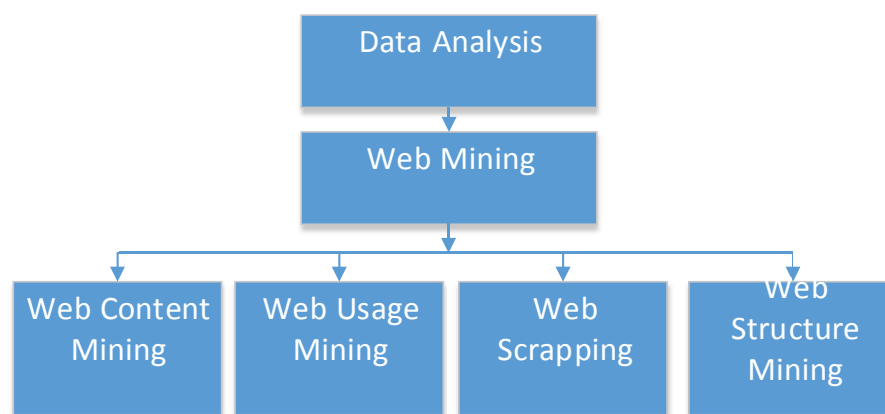 Data Analysis
Web Mining
Web Content
Mining
Web Usage
Mining
Web
Scrapping
Web
Structure
Mining